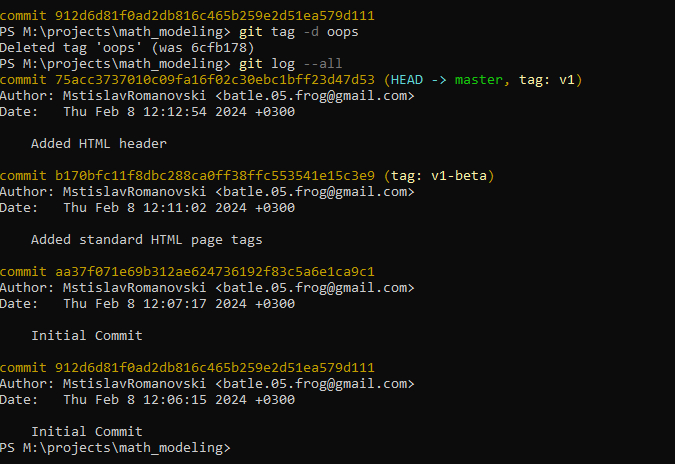 commit 912d6d81f0ad2db816c465b259e2d51ea579d111
PS M:\projects\math_modeling> git tag -d oops
Deleted tag 'oops' (was 6cfb178)
PS M:\projects\math_modeling> git log --all
commit 75acc3737010c09fa16f02c30ebc1bff23d47d53 (HEAD -> master, tag: v1)
Author: MstislavRomanovski <batle.05.frog@gmail.com>
Date:   Thu Feb 8 12:12:54 2024 +0300
    Added HTML header
commit b170bfc11f8dbc288ca0ff38ffc553541e15c3e9 (tag: v1-beta)
Author: MstislavRomanovski <batle.05.frog@gmail.com>
Date:   Thu Feb 8 12:11:02 2024 +0300
    Added standard HTML page tags
commit aa37f071e69b312ae624736192f83c5a6e1ca9c1
Author: MstislavRomanovski <batle.05.frog@gmail.com>
Date:   Thu Feb 8 12:07:17 2024 +0300
    Initial Commit
commit 912d6d81f0ad2db816c465b259e2d51ea579d111
Author: MstislavRomanovski <batle.05.frog@gmail.com>
Date:   Thu Feb 8 12:06:15 2024 +0300
    Initial Commit
PS M:\projects\math_modeling>